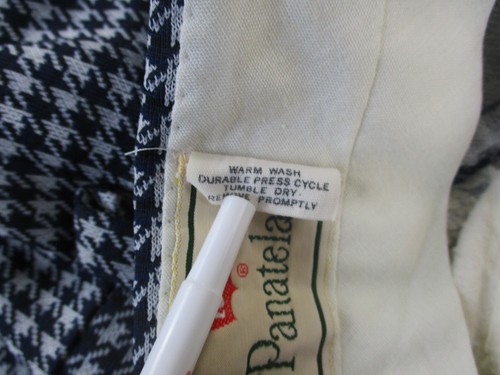 WARM WASH
DURABLE PRESS CYCLE
TUMBLE DRY-
REMOVE PROMPTLY
®
Panatela